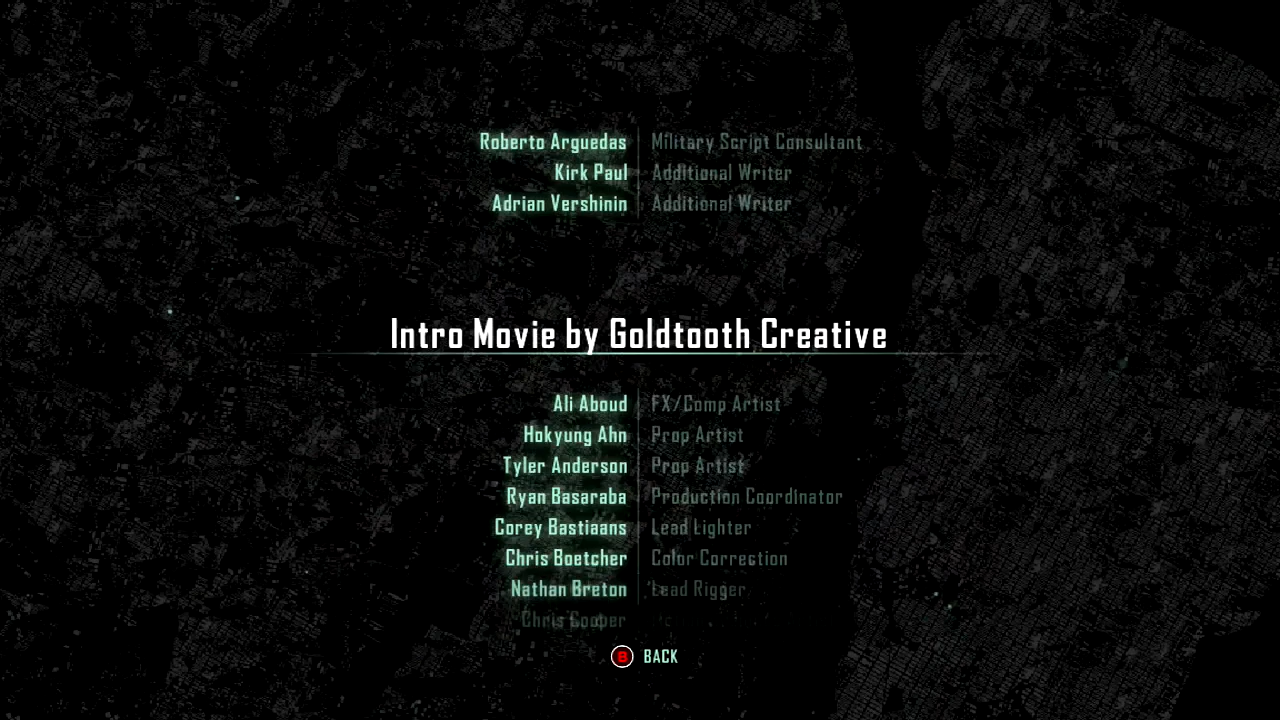 Roberto Arguedas Military Script Consultant
Kirk Paul Additional Writer
Adrian Vershinin Additional Writer
Intro Movie by Goldtooth Creative
Ali Aboud FX/Comp Artist
Hokyung Ahn Prop Artist
Tyler Anderson Prop Artist
Ryan Basaraba Production Coordinator
Corey Bastiaans Lead Lighter
Chris Boetcher Color Correction
Nathan Breton Lead Rigger
Chris Cooper
B BACK